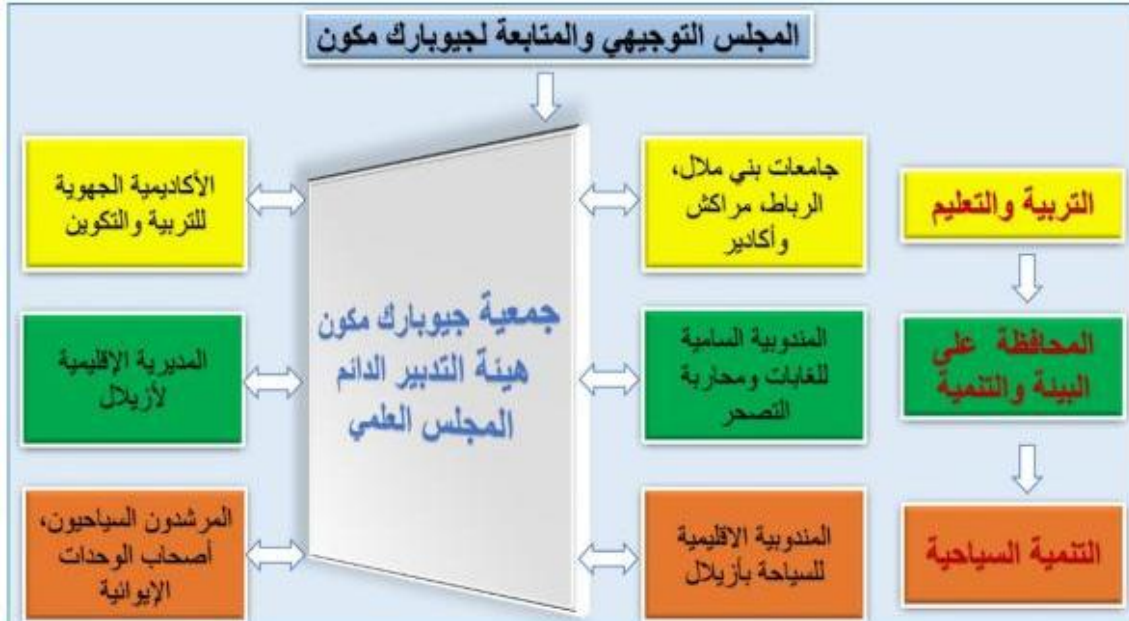 المجلس التوجيهي والمتابعة لجيوبارك مكون
التربية والتعليم
جامعات بني ملال،
الرباط، مراكش
وأكادير
الأكاديمية الجهوية
للتربية والتكوين
جمعية جيوبارك مكون
هيئة التدبير الدائم
المجلس العلمي
المحافظة على
البيئة والتنمية
المندوبية السامية
للغابات ومحاربة
التصحر
المديرية الإقليمية
لأزيلال
التنمية السياحية
المندوبية الاقليمية
للسياحة بأزيلال
المرشدون السياحيون،
أصحاب الوحدات
الإيوائية